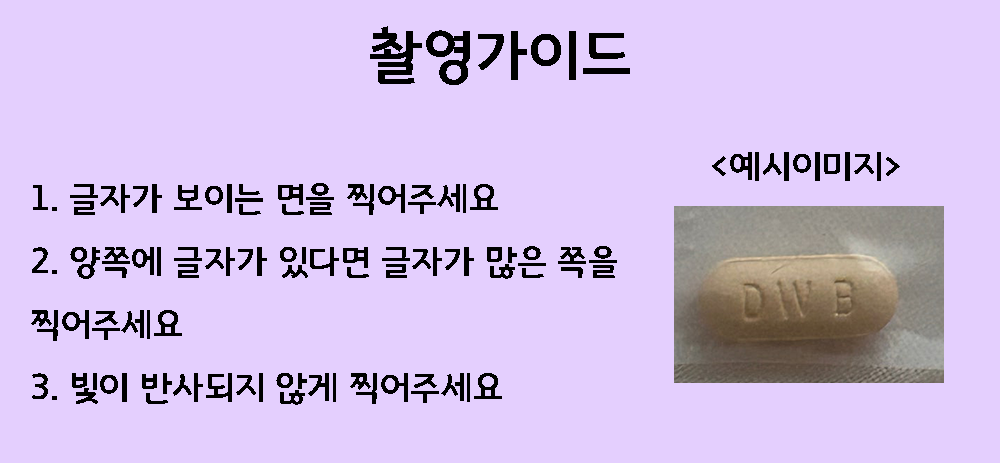 촬영가이드
<예시이미지>
1. 글자가 보이는 면을 찍어주세요
2. 양쪽에 글자가 있다면 글자가 많은 쪽을
찍어주세요
3. 빛이 반사되지 않게 찍어주세요
DW B